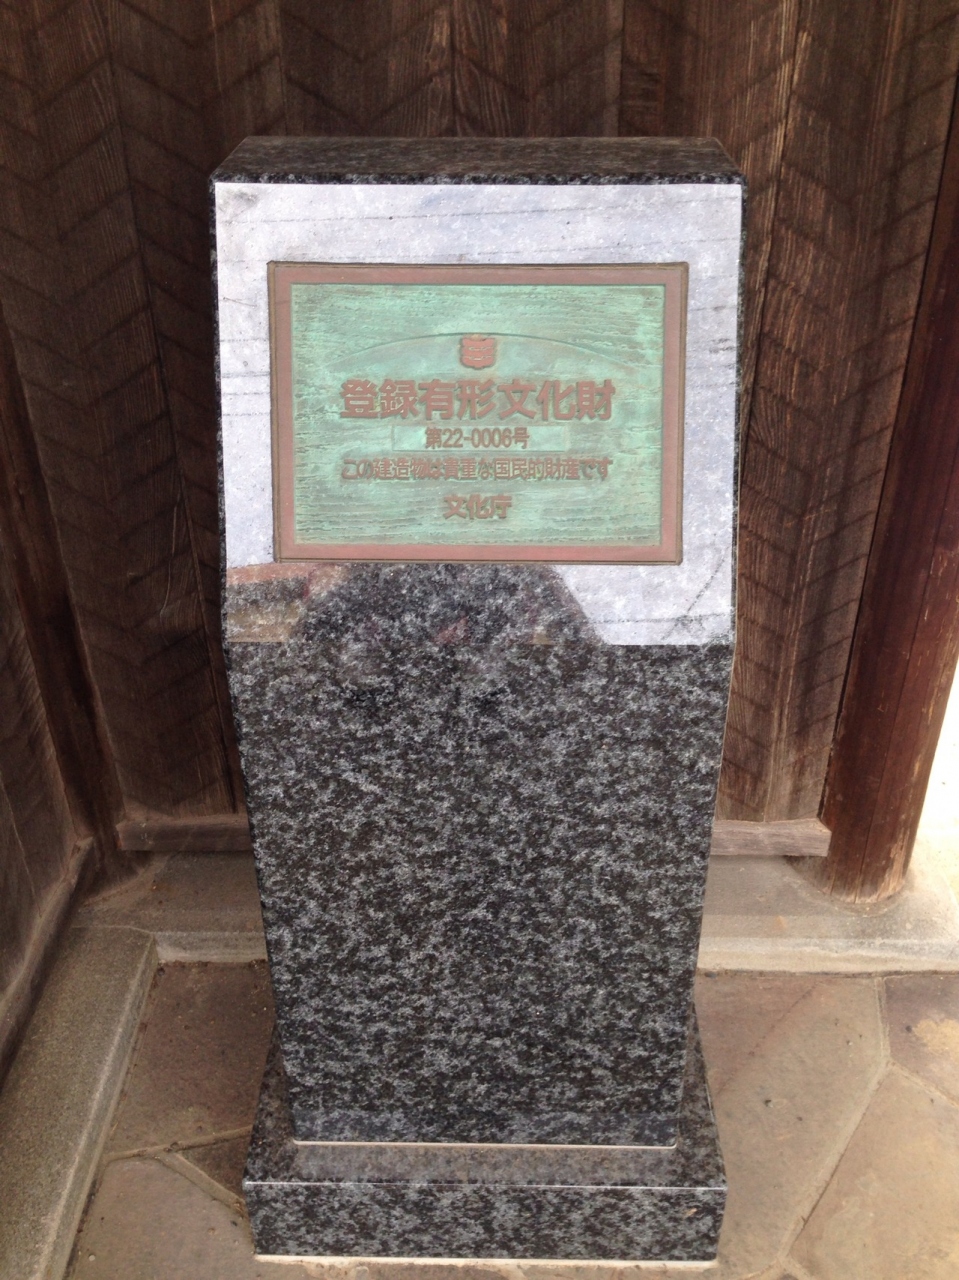 登録有形文化財
第22-0006号
この建造物は貴重な国民的財産です
文化庁